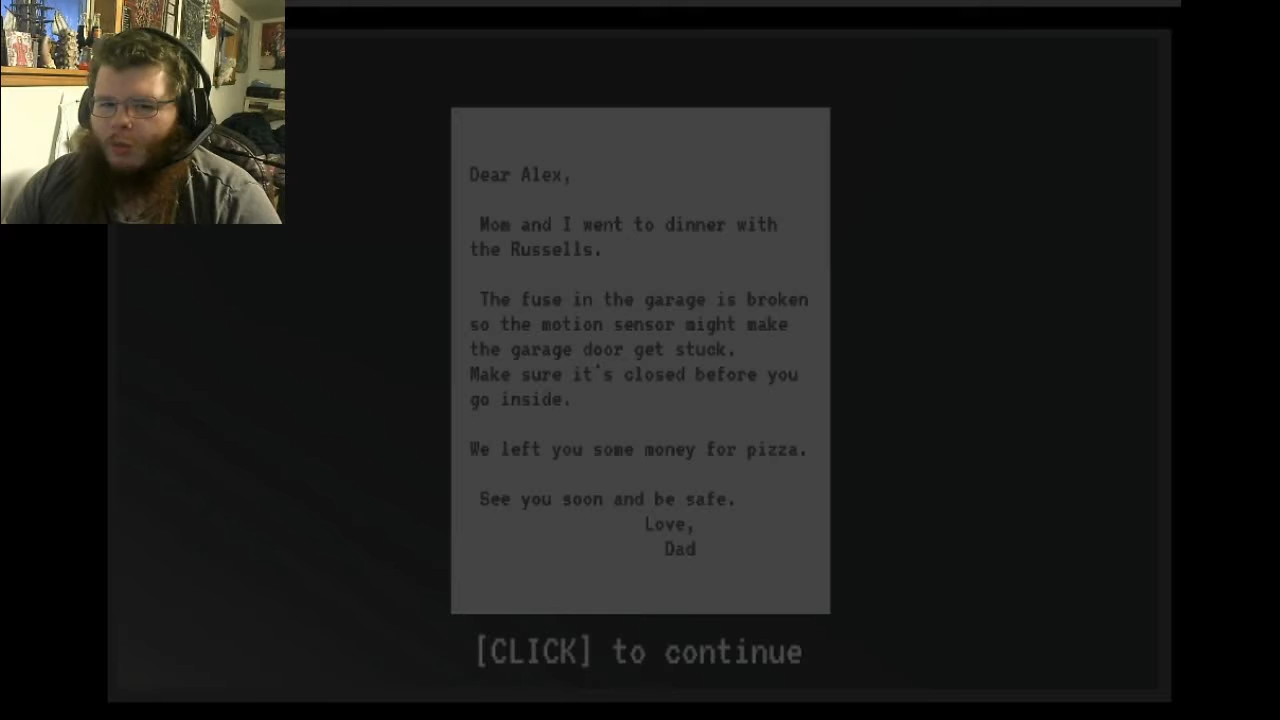 Dear Alex,
Mom and I went to dinner with
the Russells.
The fuse in the garage is broken
so the motion sensor might make
the garage door get stuck.
Make sure it's closed before you
go inside.
We left you some money for pizza.
See you soon and be safe.
Love,
Dad
[CLICK] to continue